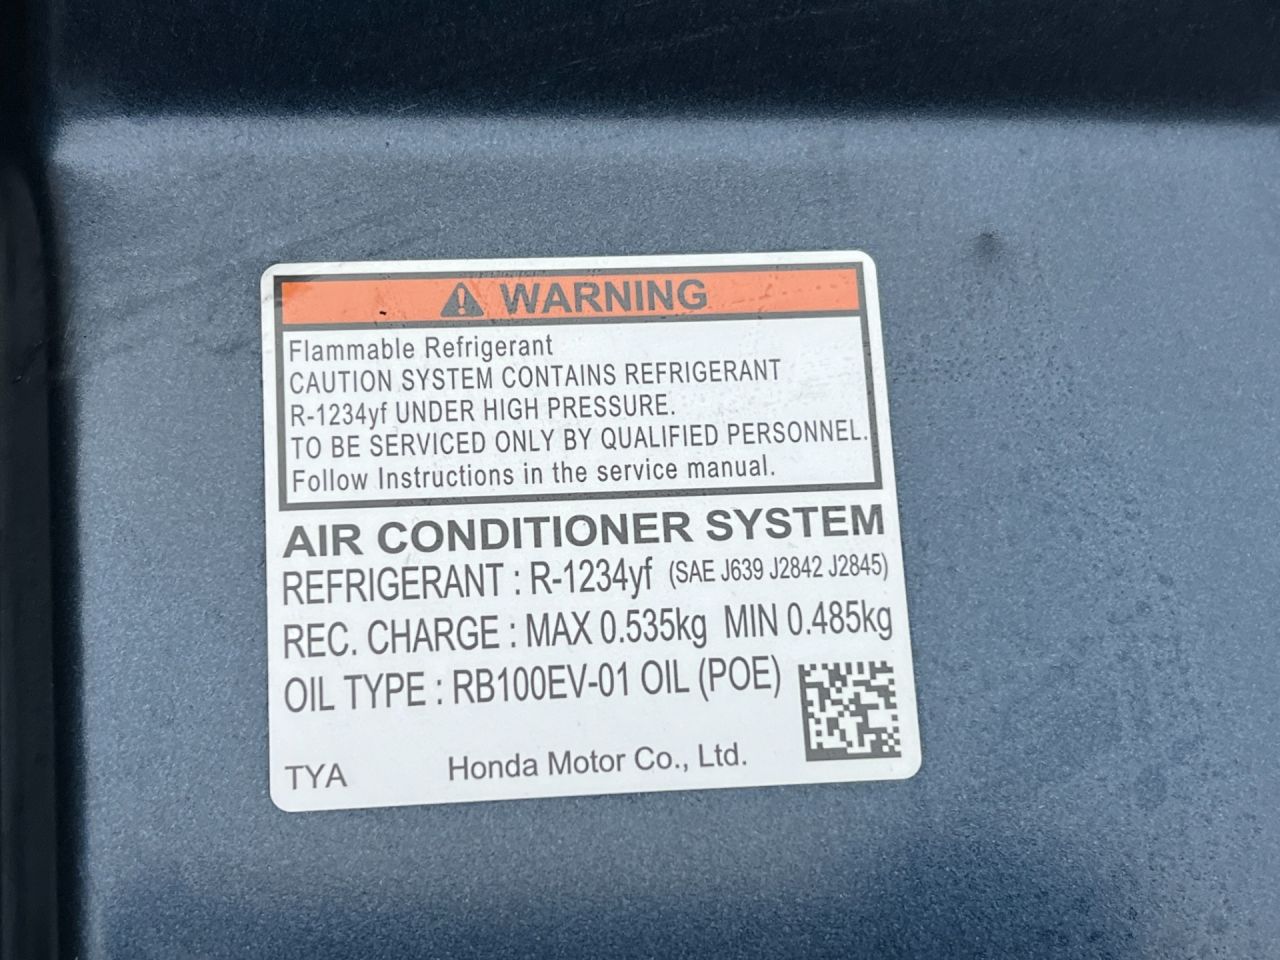 WARNING
Flammable Refrigerant
CAUTION SYSTEM CONTAINS REFRIGERANT
R-1234yf UNDER HIGH PRESSURE.
TO BE SERVICED ONLY BY QUALIFIED PERSONNEL.
Follow Instructions in the service manual.
AIR CONDITIONER SYSTEM
REFRIGERANT : R-1234yf (SAE J639 J2842 J2845)
REC. CHARGE : MAX 0.535kg MIN 0.485kg
OIL TYPE : RB100EV-01 OIL (POE)
TYA Honda Motor Co., Ltd.